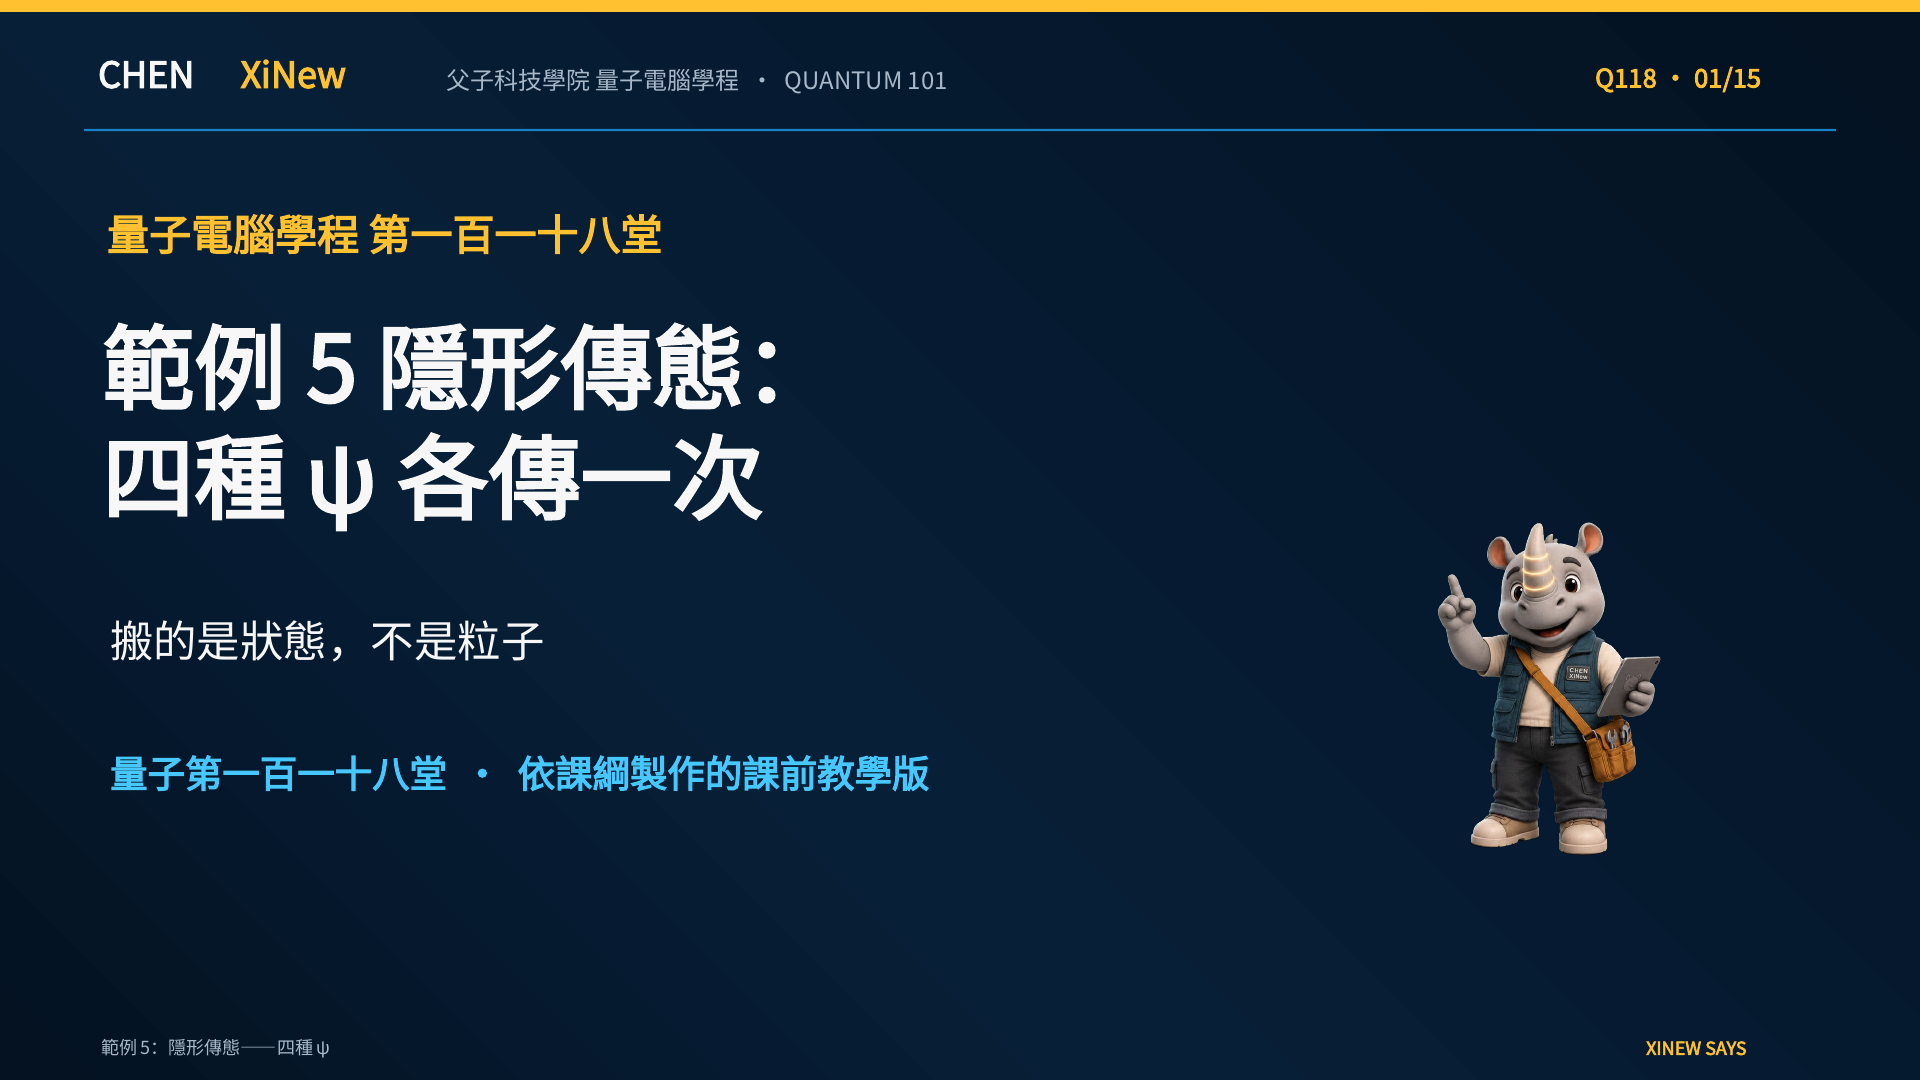 CHEN XiNew 父子科技學院 量子電腦學程 · QUANTUM 101 Q118 · 01/15
量子電腦學程 第一百一十八堂
範例 5 隱形傳態：
四種 ψ 各傳一次
搬的是狀態，不是粒子
CHEN
XiNew
量子第一百一十八堂 · 依課綱製作的課前教學版
範例 5：隱形傳態——四種 ψ
XINEW SAYS